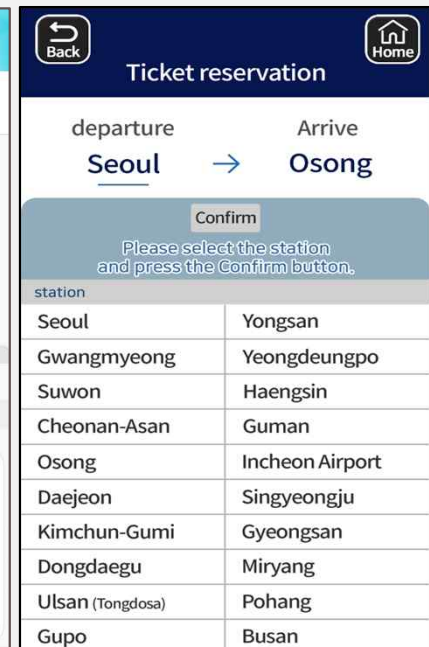 Back
Home
Ticket reservation
departure Arrive
Seoul → Osong
Confirm
Please select the station
and press the Confirm button.
station
Seoul Yongsan
Gwangmyeong Yeongdeungpo
Suwon Haengsin
Cheonan-Asan Guman
Osong Incheon Airport
Daejeon Singyeongju
Kimchun-Gumi Gyeongsan
Dongdaegu Miryang
Ulsan (Tongdosa) Pohang
Gupo Busan